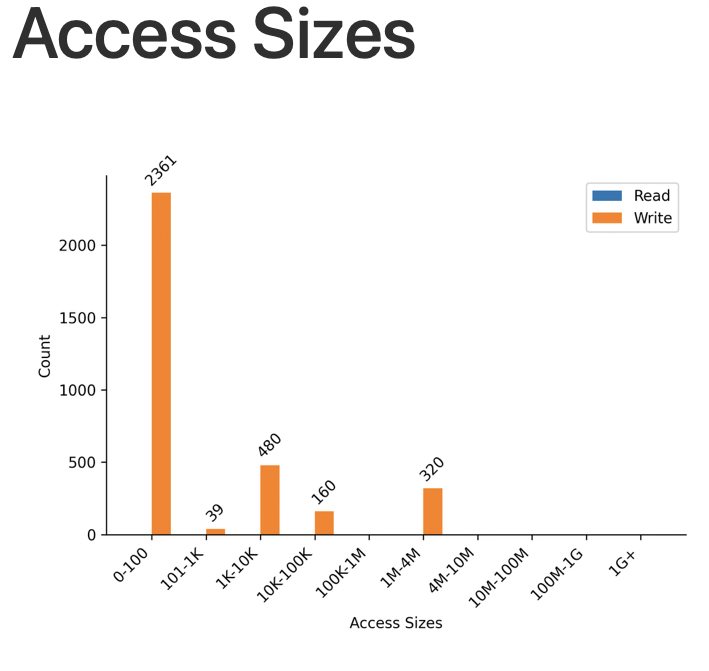 Access Sizes
2361
Read
Write
2000
1500
Count
1000
480
500
320
160
39
0
0-100
101-1K
1K-10K
10K-100K
100K-1M
1M-4M
4M-10M
10M-100M
100M-1G
1G+
Access Sizes